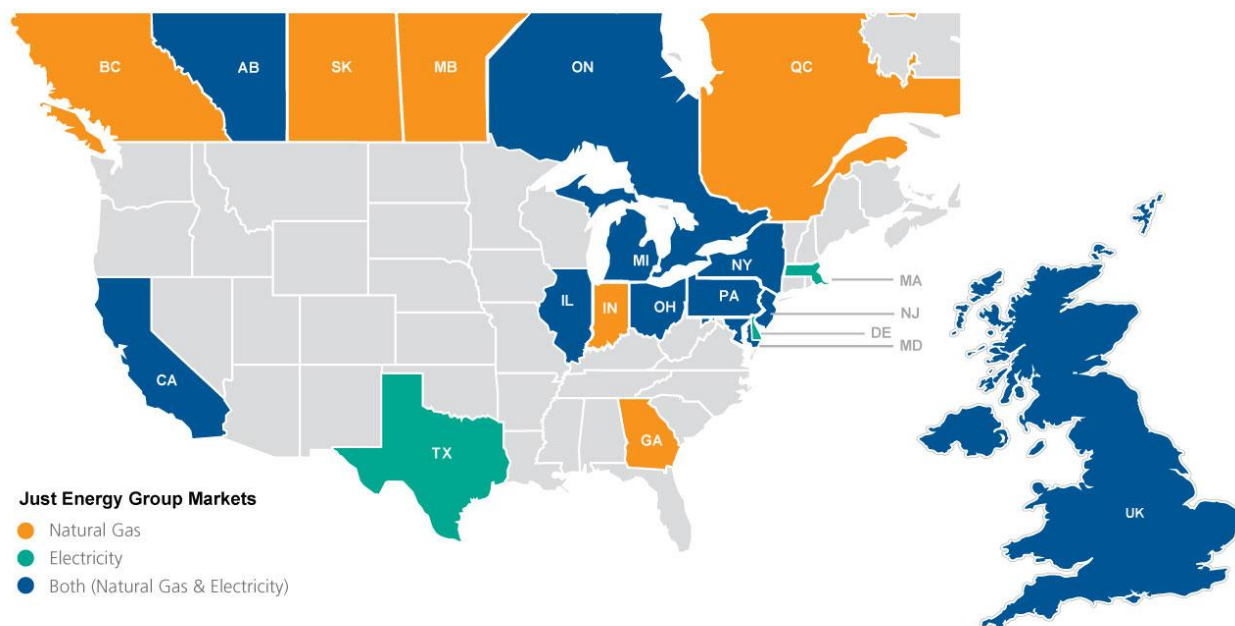 BC
AB
SK
MB
ON
QC
MI
NY
MA
IL
IN
OH
PA
NJ
DE
MD
CA
TX
GA
UK
Just Energy Group Markets
Natural Gas
Electricity
Both (Natural Gas & Electricity)